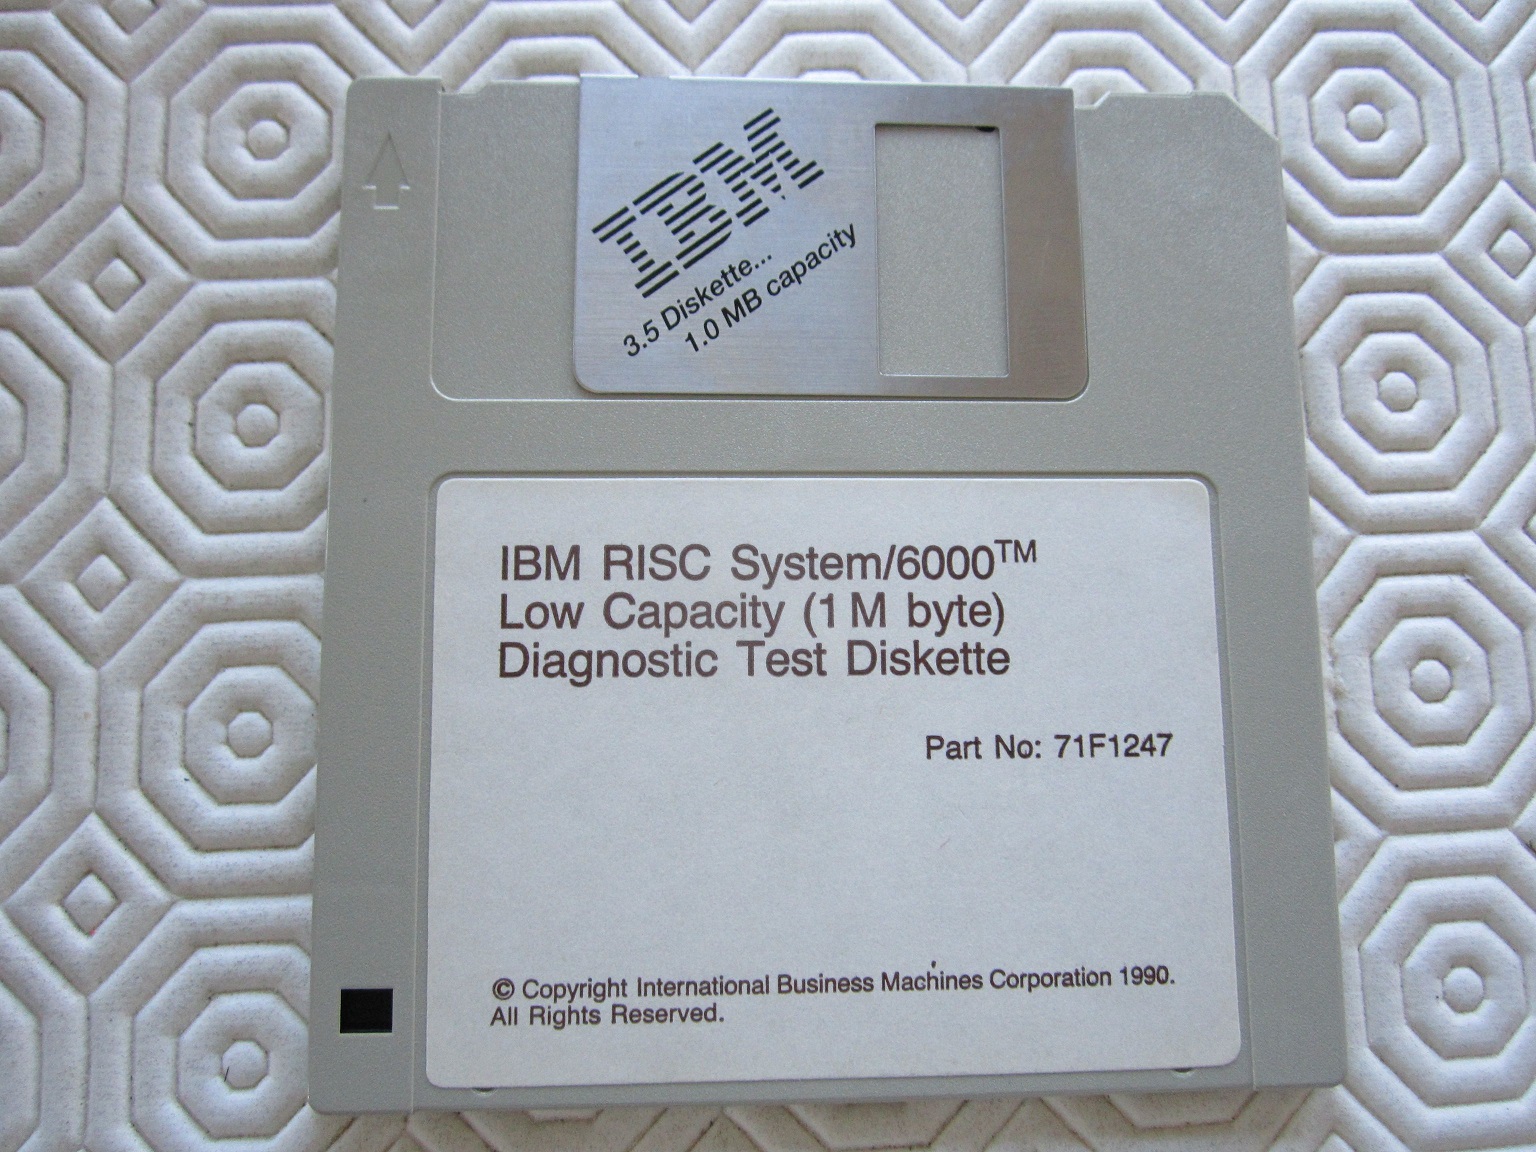 IBM
3.5 Diskette...
1.0 MB capacity
IBM RISC System/6000™
Low Capacity (1 M byte)
Diagnostic Test Diskette
Part No: 71F1247
© Copyright International Business Machines Corporation 1990.
All Rights Reserved.